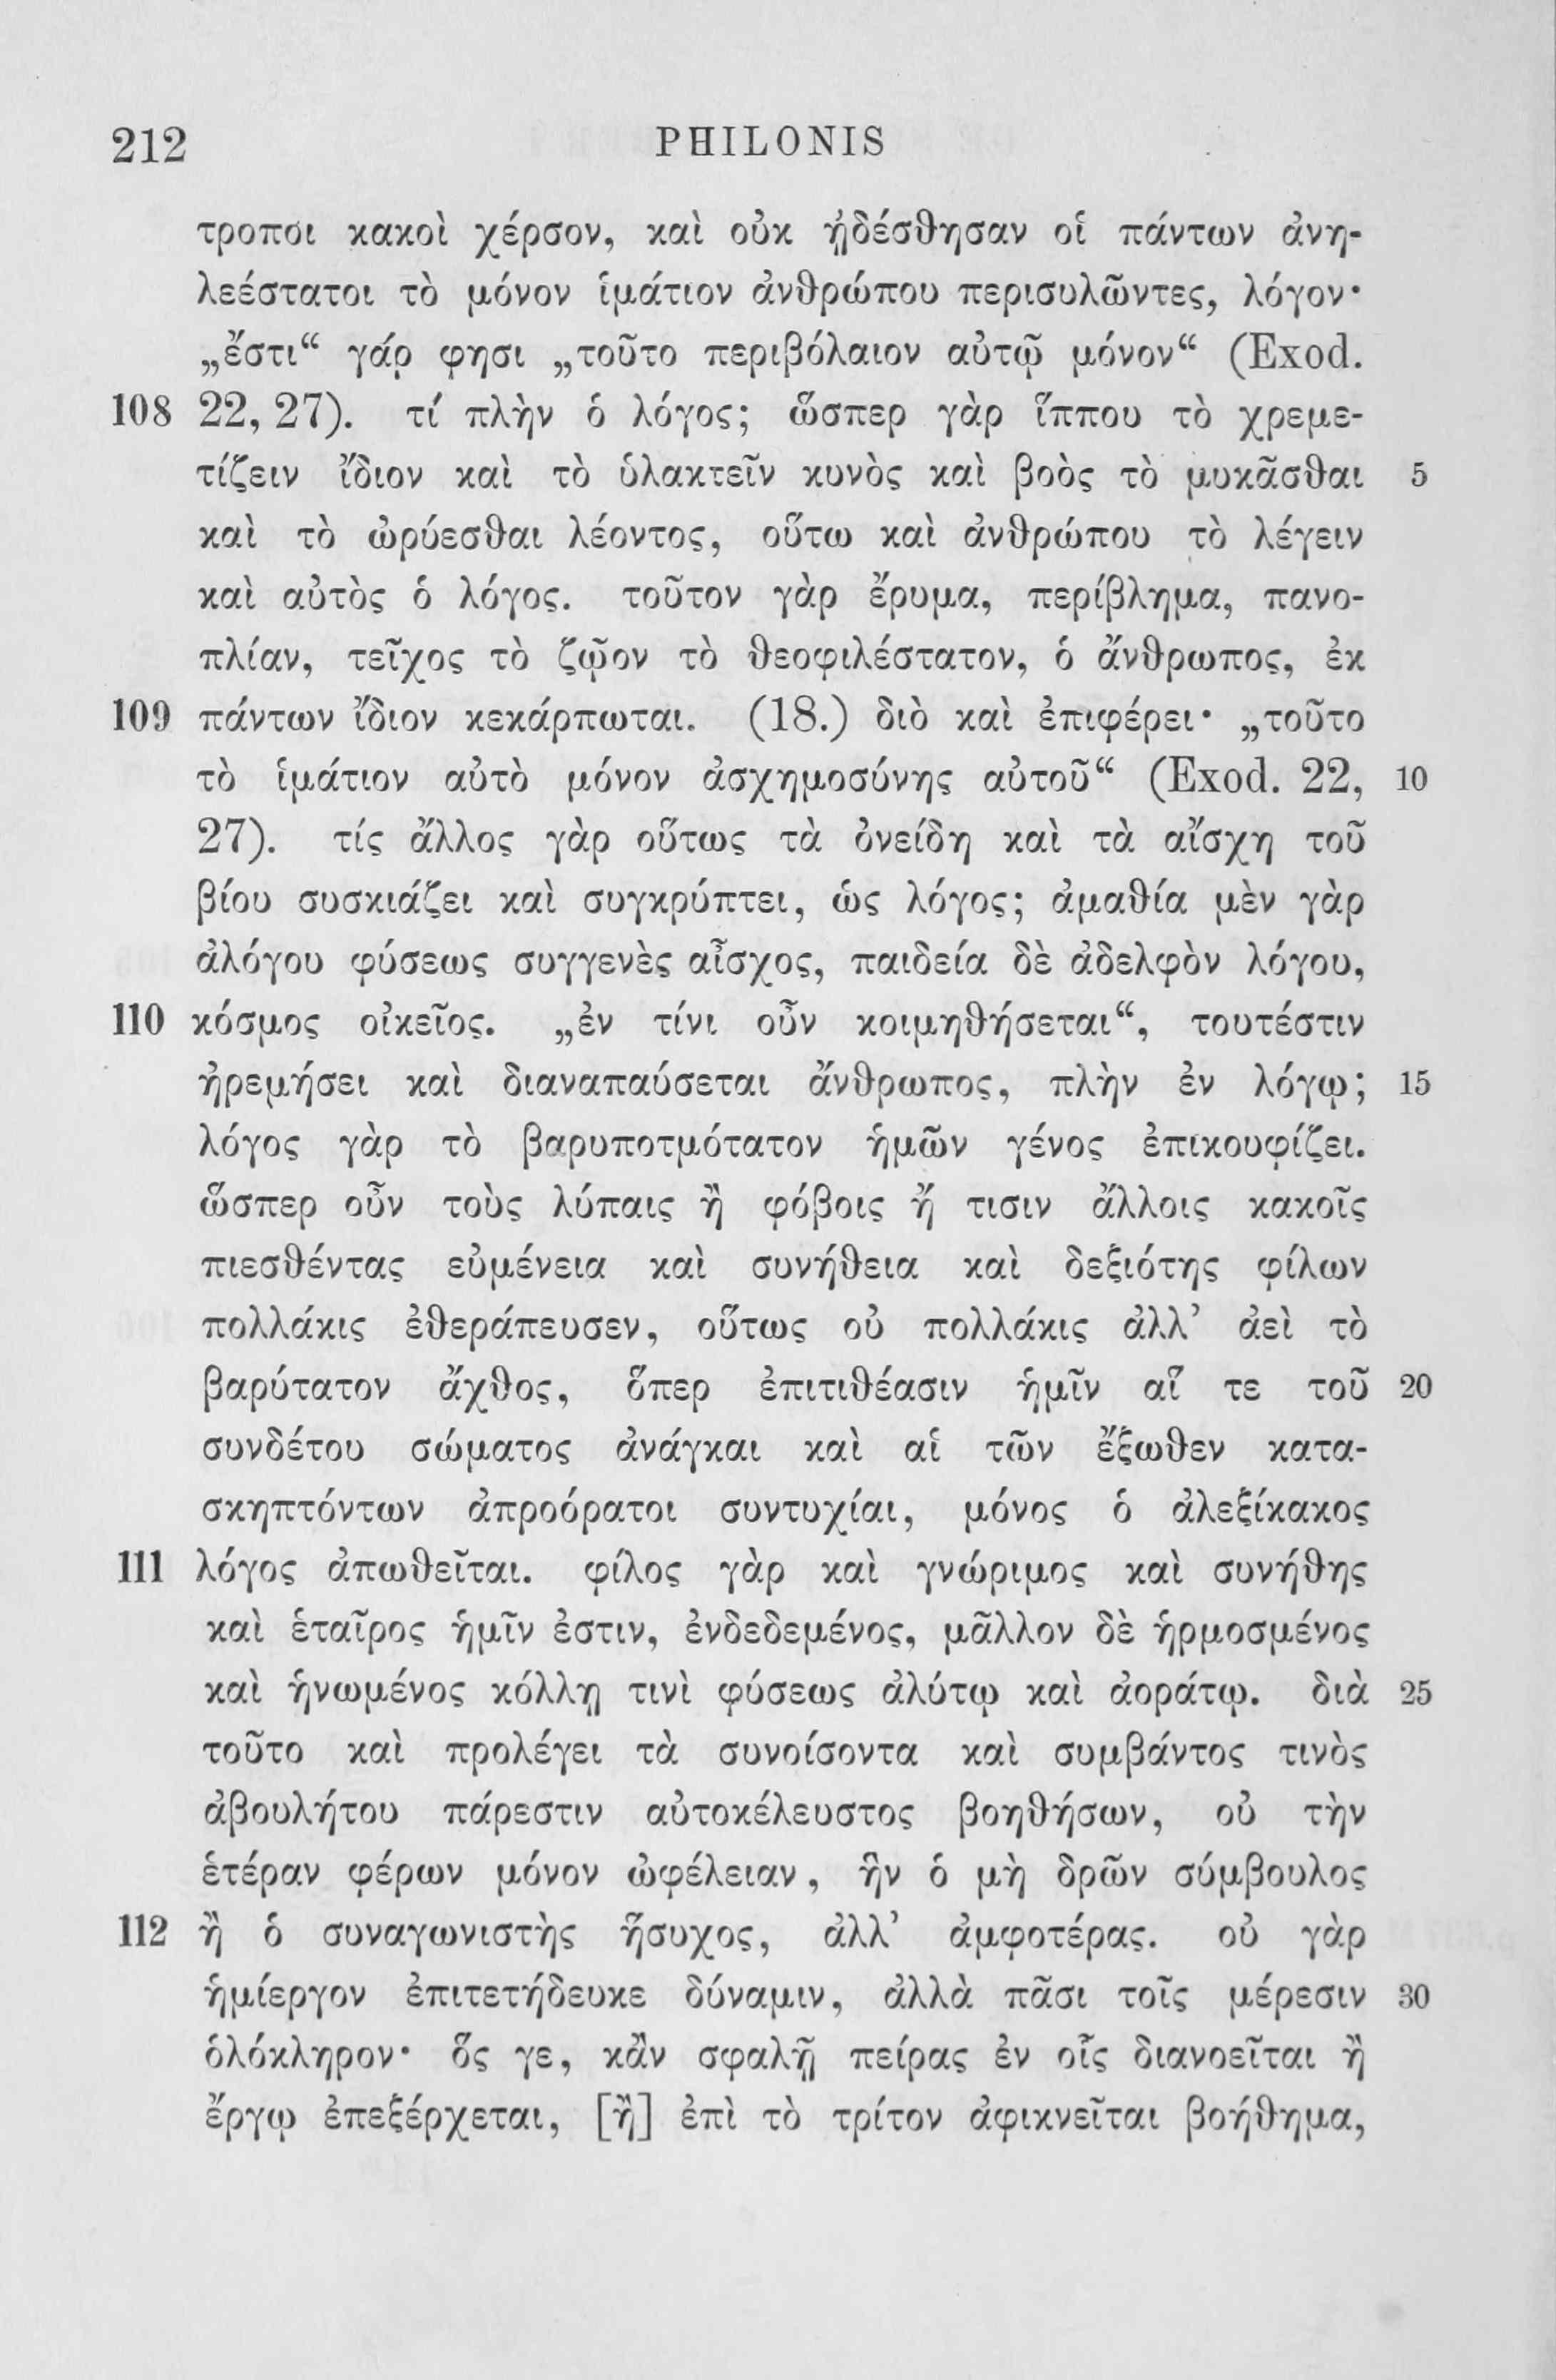 212 PHILONIS
τροποι κακοὶ χέρσον, καὶ οὐκ ᾐδέσθησαν οἱ πάντων ἀνη-
λεέστατοι τὸ μόνον ἱμάτιον ἀνθρώπου περισυλῶντες, λόγον·
„ἔστι“ γάρ φησι „τοῦτο περιβόλαιον αὐτῷ μόνον“ (Exod.
108 22, 27). τί πλὴν ὁ λόγος; ὥσπερ γὰρ ἵππου τὸ χρεμε-
τίζειν ἴδιον καὶ τὸ ὑλακτεῖν κυνὸς καὶ βοὸς τὸ μυκᾶσθαι 5
καὶ τὸ ὠρύεσθαι λέοντος, οὕτω καὶ ἀνθρώπου τὸ λέγειν
καὶ αὐτὸς ὁ λόγος. τοῦτον γὰρ ἔρυμα, περίβλημα, πανο-
πλίαν, τεῖχος τὸ ζῷον τὸ θεοφιλέστατον, ὁ ἄνθρωπος, ἐκ
109 πάντων ἴδιον κεκάρπωται. (18.) διὸ καὶ ἐπιφέρει· „τοῦτο
τὸ ἱμάτιον αὐτὸ μόνον ἀσχημοσύνης αὐτοῦ“ (Exod. 22, 10
27). τίς ἄλλος γὰρ οὕτως τὰ ὀνείδη καὶ τὰ αἴσχη τοῦ
βίου συσκιάζει καὶ συγκρύπτει, ὡς λόγος; ἀμαθία μὲν γὰρ
ἀλόγου φύσεως συγγενὲς αἶσχος, παιδεία δὲ ἀδελφὸν λόγου,
110 κόσμος οἰκεῖος. „ἐν τίνι οὖν κοιμηθήσεται“, τουτέστιν
ἠρεμήσει καὶ διαναπαύσεται ἄνθρωπος, πλὴν ἐν λόγῳ; 15
λόγος γὰρ τὸ βαρυποτμότατον ἡμῶν γένος ἐπικουφίζει.
ὥσπερ οὖν τοὺς λύπαις ἢ φόβοις ἤ τισιν ἄλλοις κακοῖς
πιεσθέντας εὐμένεια καὶ συνήθεια καὶ δεξιότης φίλων
πολλάκις ἐθεράπευσεν, οὕτως οὐ πολλάκις ἀλλ’ ἀεὶ τὸ
βαρύτατον ἄχθος, ὅπερ ἐπιτιθέασιν ἡμῖν αἵ τε τοῦ 20
συνδέτου σώματος ἀνάγκαι καὶ αἱ τῶν ἔξωθεν κατα-
σκηπτόντων ἀπροόρατοι συντυχίαι, μόνος ὁ ἀλεξίκακος
111 λόγος ἀπωθεῖται. φίλος γὰρ καὶ γνώριμος καὶ συνήθης
καὶ ἑταῖρος ἡμῖν ἐστιν, ἐνδεδεμένος, μᾶλλον δὲ ἡρμοσμένος
καὶ ἡνωμένος κόλλῃ τινὶ φύσεως ἀλύτῳ καὶ ἀοράτῳ. διὰ 25
τοῦτο καὶ προλέγει τὰ συνοίσοντα καὶ συμβάντος τινὸς
ἀβουλήτου πάρεστιν αὐτοκέλευστος βοηθήσων, οὐ τὴν
ἑτέραν φέρων μόνον ὠφέλειαν, ἣν ὁ μὴ δρῶν σύμβουλος
112 ἢ ὁ συναγωνιστὴς ἥσυχος, ἀλλ’ ἀμφοτέρας. οὐ γὰρ
ἡμίεργον ἐπιτετήδευκε δύναμιν, ἀλλὰ πᾶσι τοῖς μέρεσιν 30
ὁλόκληρον· ὅς γε, κἂν σφαλῇ πείρας ἐν οἷς διανοεῖται ἢ
ἔργῳ ἐπεξέρχεται, [ἢ] ἐπὶ τὸ τρίτον ἀφικνεῖται βοήθημα,